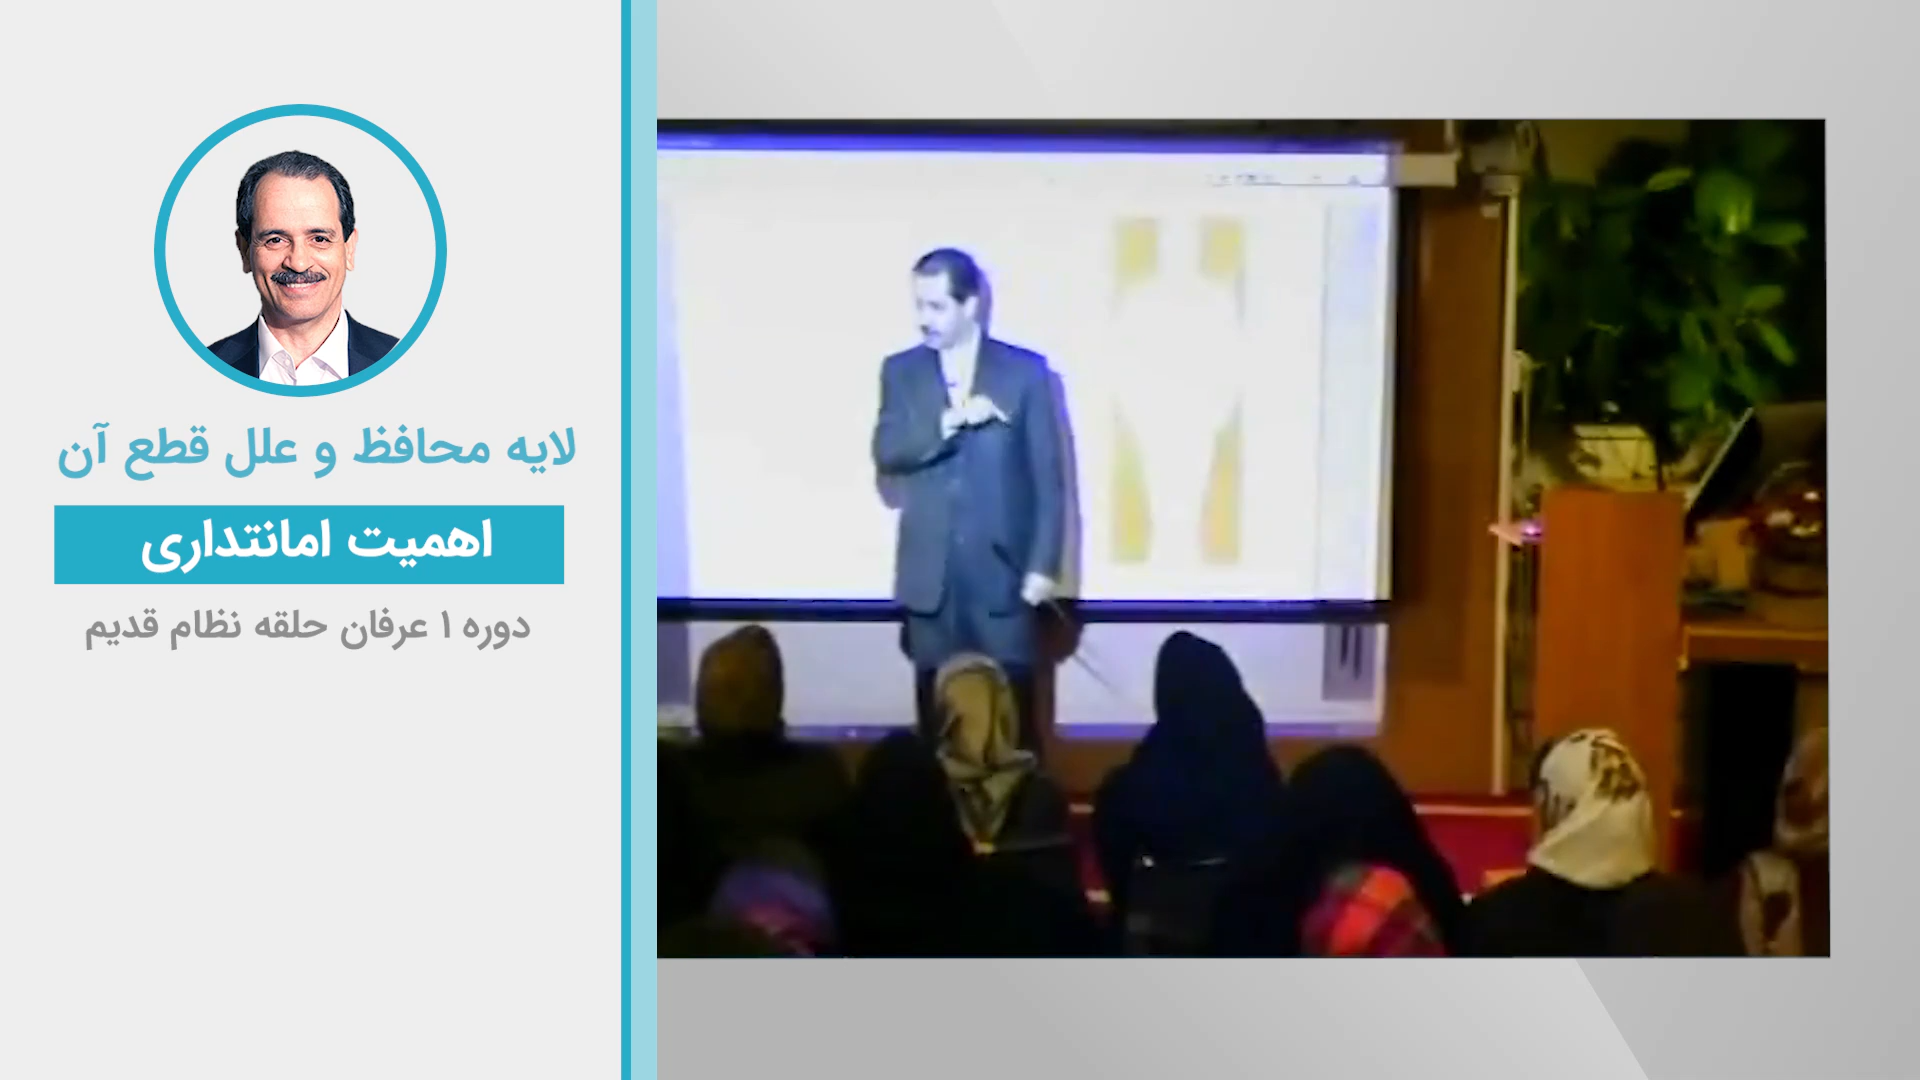 لایه محافظ و علل قطع آن
اهمیت امانتداری
دوره ۱ عرفان حلقه نظام قدیم